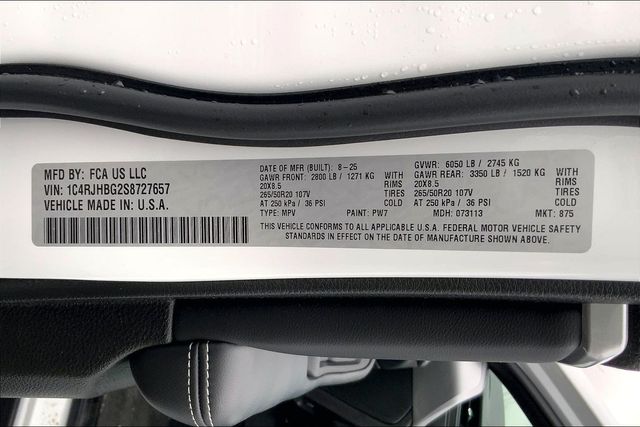 MFD BY: FCA US LLC
VIN: 1C4RJHBG2S8727657
VEHICLE MADE IN: U.S.A.
DATE OF MFR (BUILT): 8-25
GAWR FRONT: 2800 LB / 1271 KG
20X8.5 RIMS
265/50R20 107V TIRES
AT 250 kPa / 36 PSI COLD
TYPE: MPV PAINT: PW7
GVWR: 6050 LB / 2745 KG
GAWR REAR: 3350 LB / 1520 KG
20X8.5 RIMS
265/50R20 107V TIRES
AT 250 kPa / 36 PSI COLD
MDH: 073113 MKT: 875
THIS VEHICLE CONFORMS TO ALL APPLICABLE U.S.A. FEDERAL MOTOR VEHICLE SAFETY
STANDARDS IN EFFECT ON THE DATE OF MANUFACTURE SHOWN ABOVE.